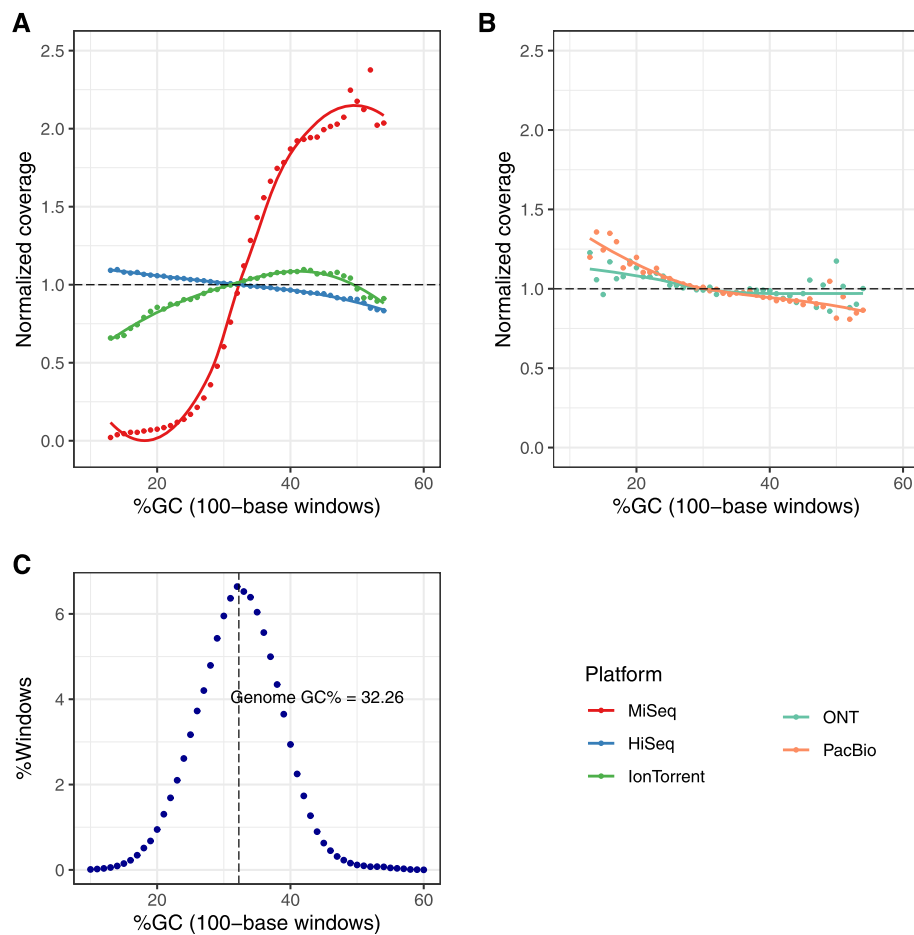 A
2.5
2.0
1.5
1.0
0.5
0.0
Normalized coverage
20
40
60
%GC (100−base windows)
B
2.5
2.0
1.5
1.0
0.5
0.0
Normalized coverage
20
40
60
%GC (100−base windows)
C
6
4
2
0
%Windows
Genome GC% = 32.26
20
40
60
%GC (100−base windows)
Platform
MiSeq
HiSeq
IonTorrent
ONT
PacBio